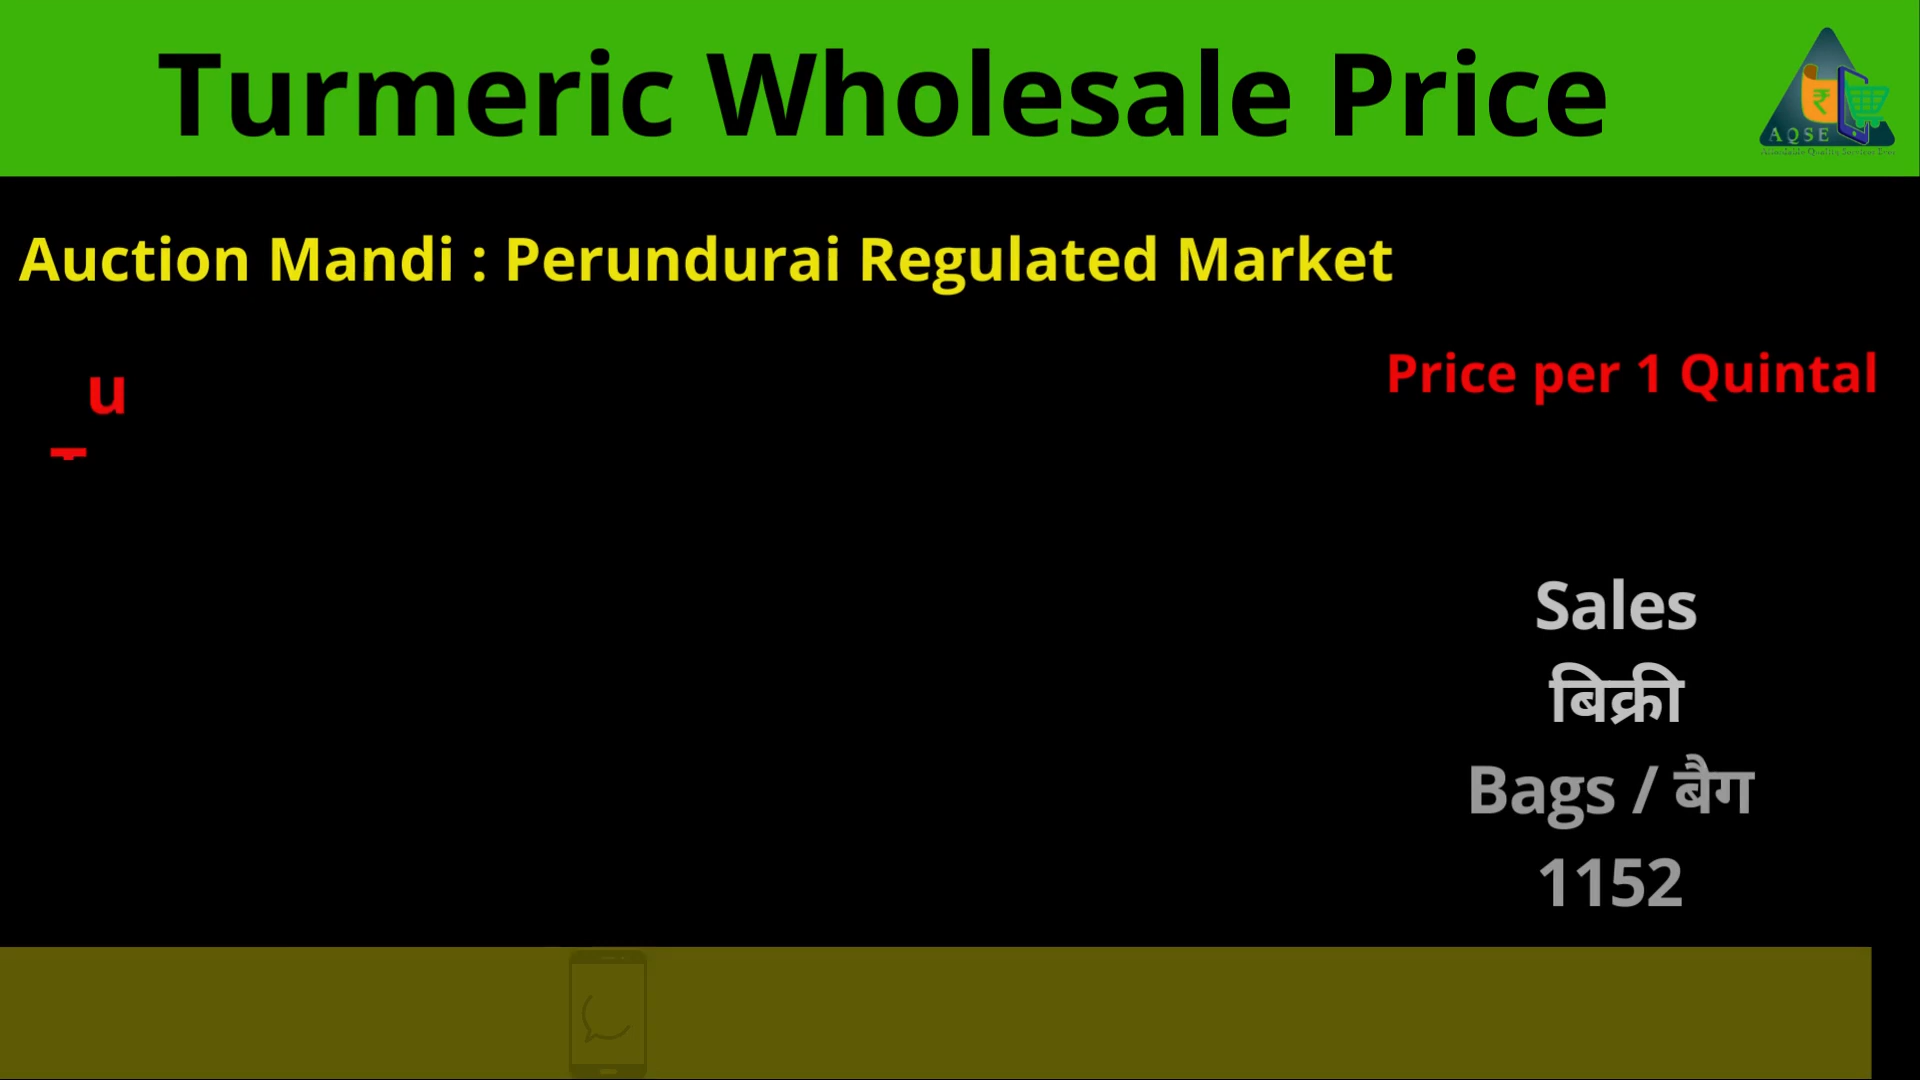 Turmeric Wholesale Price
AQSE
Auction Mandi : Perundurai Regulated Market
Price per 1 Quintal
u
Sales
बिक्री
Bags / बैग
1152